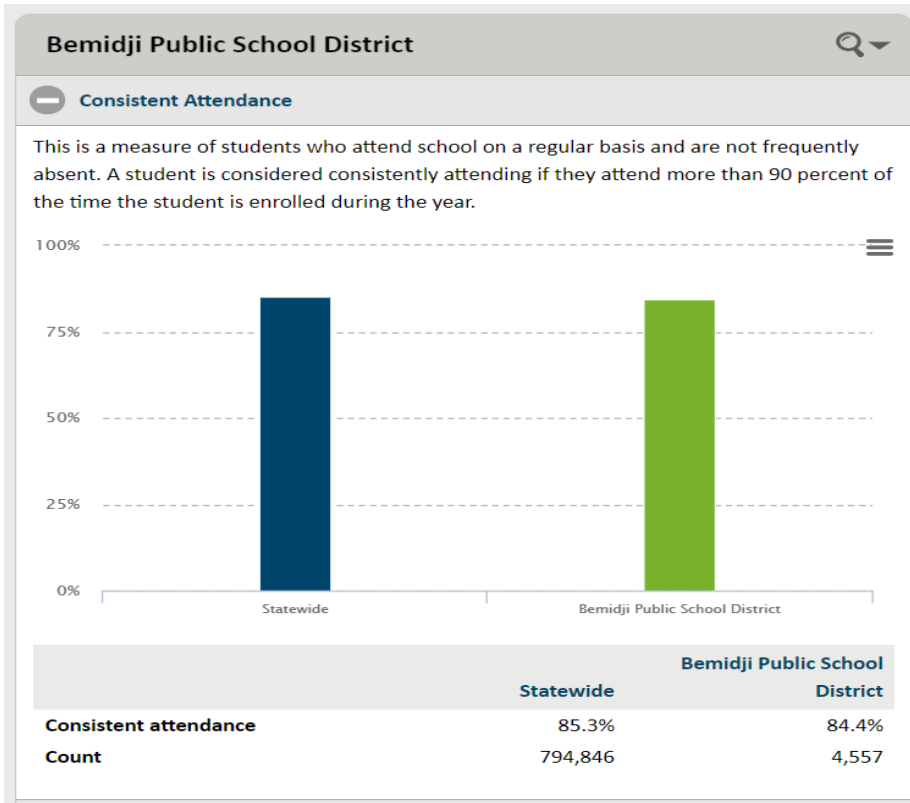 Bemidji Public School District
Consistent Attendance
This is a measure of students who attend school on a regular basis and are not frequently
absent. A student is considered consistently attending if they attend more than 90 percent of
the time the student is enrolled during the year.
100%
75%
50%
25%
0%
Statewide Bemidji Public School District
Bemidji Public School
Statewide District
Consistent attendance 85.3% 84.4%
Count 794,846 4,557